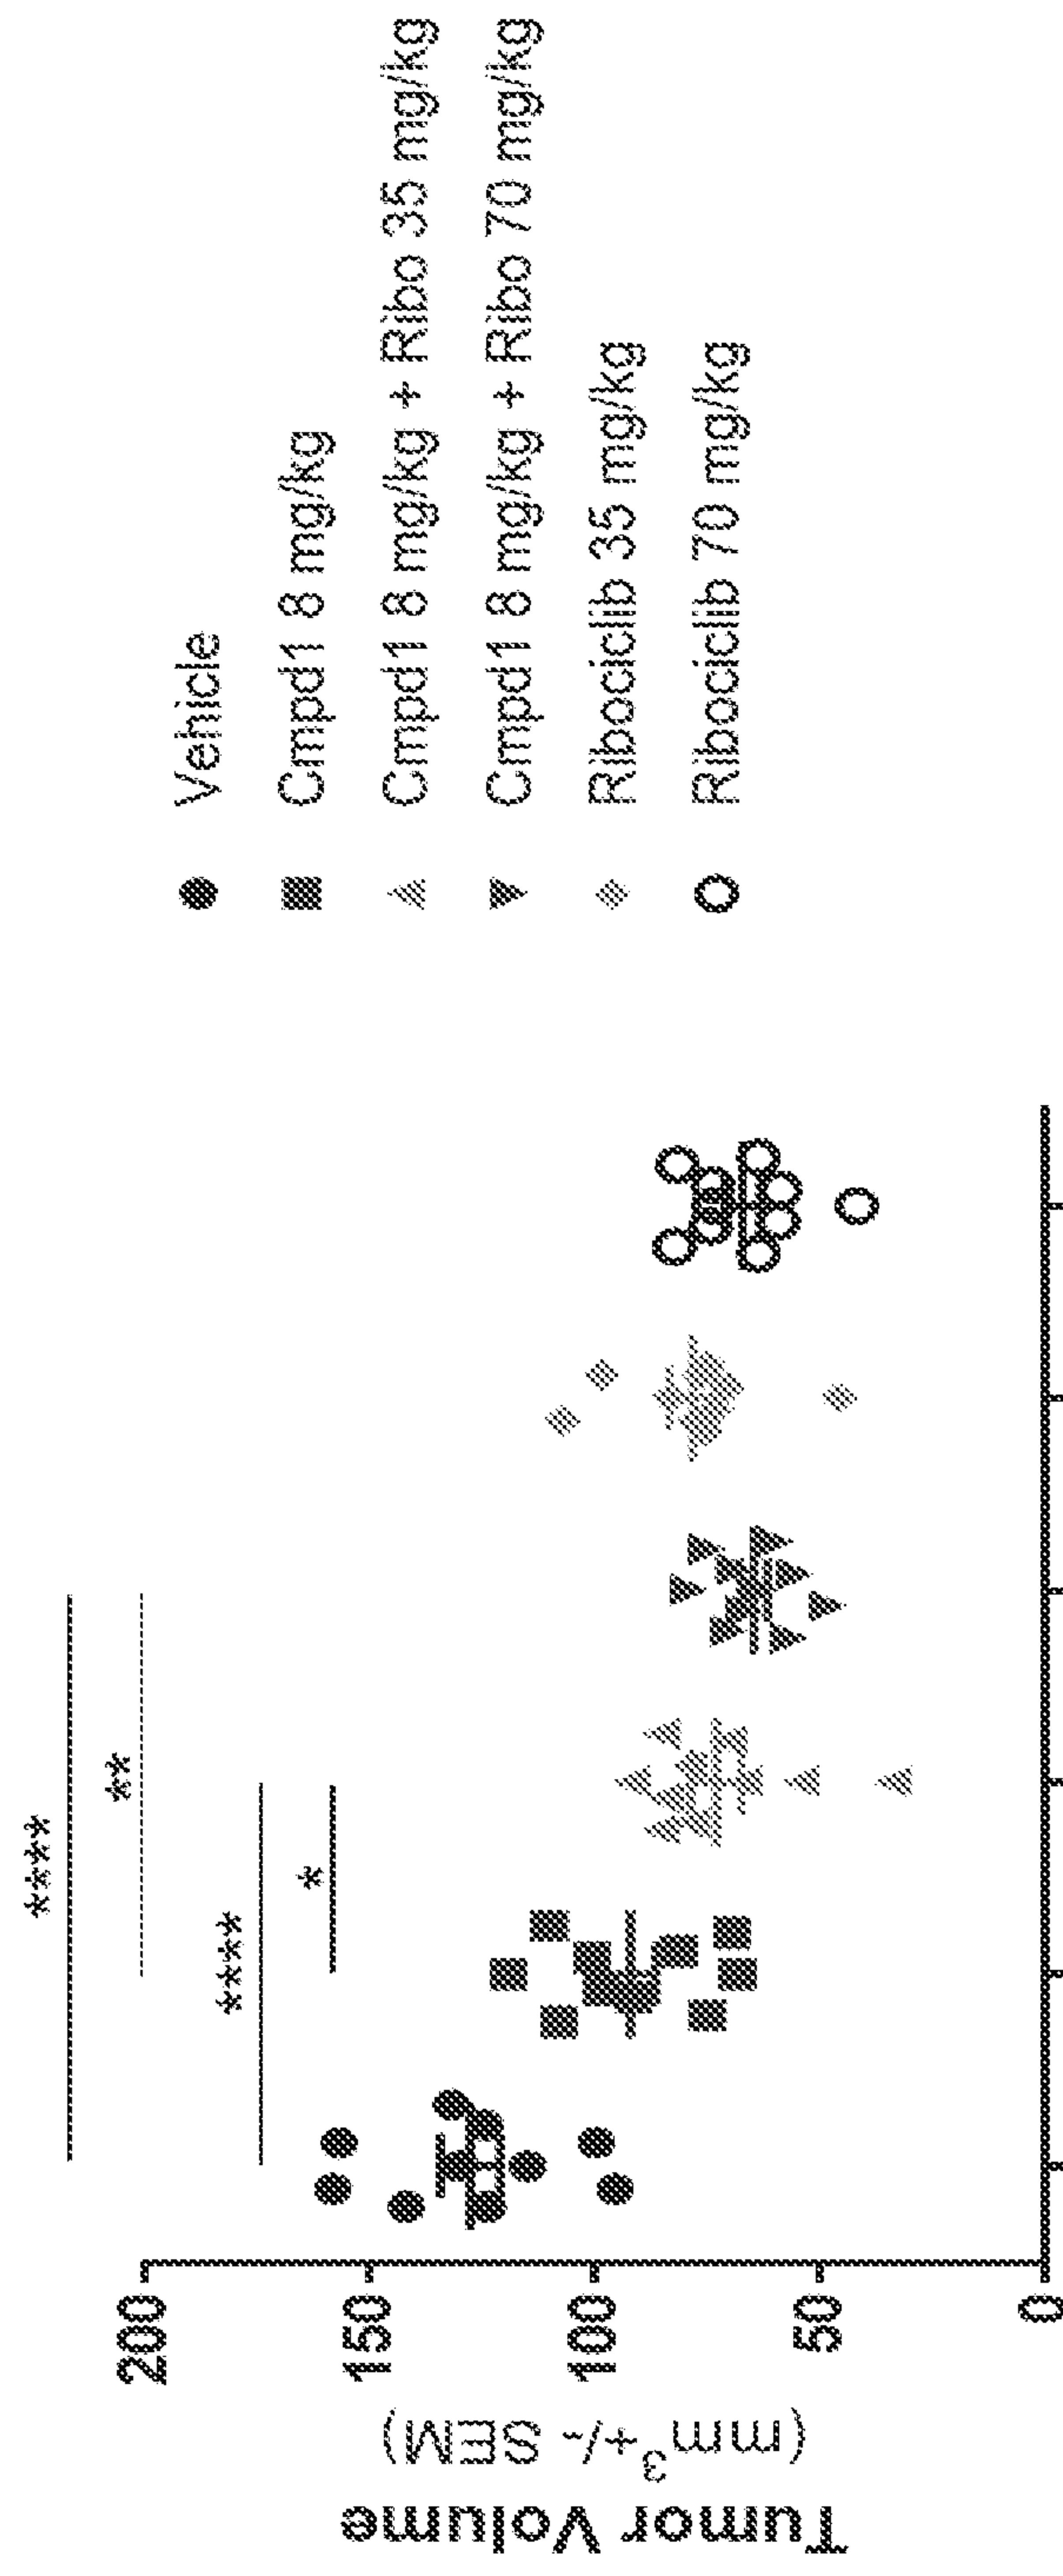 Tumor Volume
(mm3+/- SEM)
200
150
100
50
0
****
**
****
*
Vehicle
Cmpd1 8 mg/kg
Cmpd1 8 mg/kg + Ribo 35 mg/kg
Cmpd1 8 mg/kg + Ribo 70 mg/kg
Ribociclib 35 mg/kg
Ribociclib 70 mg/kg